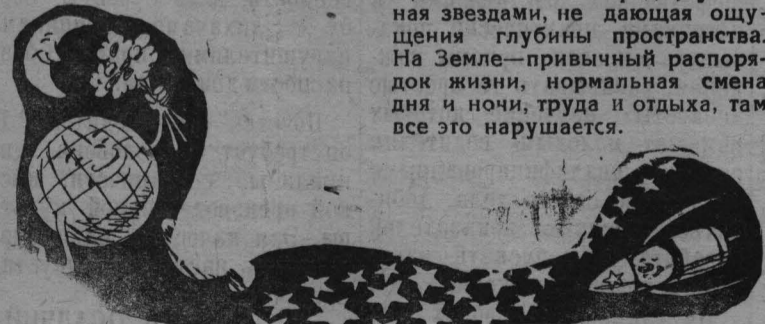 ная звездами, не дающая ощу-
щения глубины пространства.
На Земле—привычный распоря-
док жизни, нормальная смена
дня и ночи, труда и отдыха, там
все это нарушается.